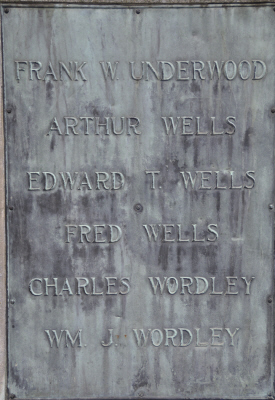 FRANK W. UNDERWOOD
ARTHUR WELLS
EDWARD T. WELLS
FRED WELLS
CHARLES WORDLEY
WM. J. WORDLEY